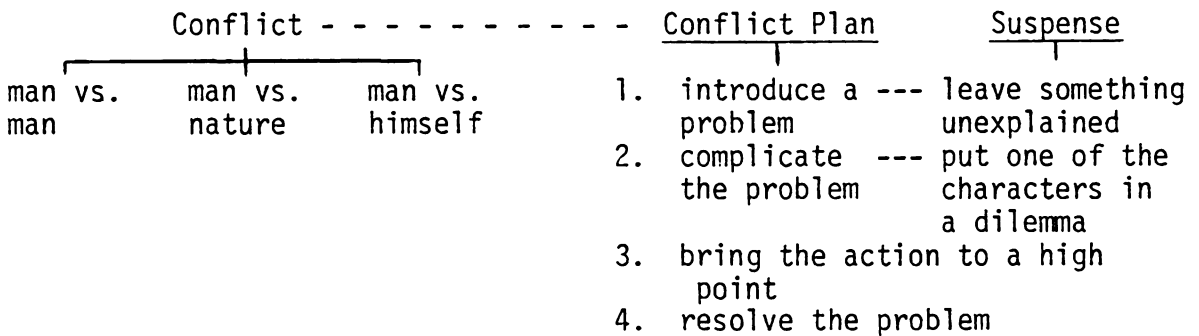 Conflict - - - - - - - - - - - Conflict Plan Suspense
man vs. man vs. man vs.
man nature himself
1. introduce a --- leave something
problem unexplained
2. complicate --- put one of the
the problem characters in
a dilemma
3. bring the action to a high
point
4. resolve the problem